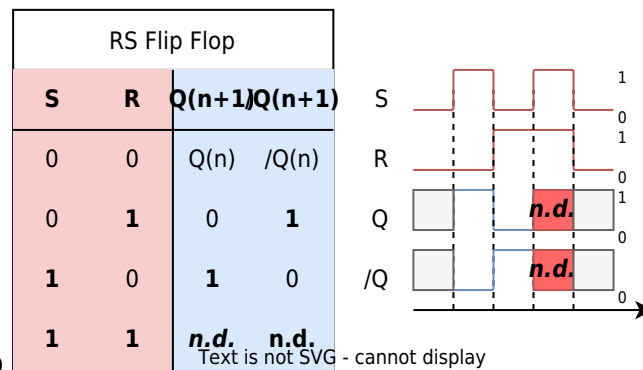 RS Flip Flop
S R Q(n+1) /Q(n+1)
0 0 Q(n) /Q(n)
0 1 0 1
1 0 1 0
1 1 n.d. n.d.
S 1 0
R 1 0
Q n.d. 1 0
/Q n.d. 0
Text is not SVG - cannot display